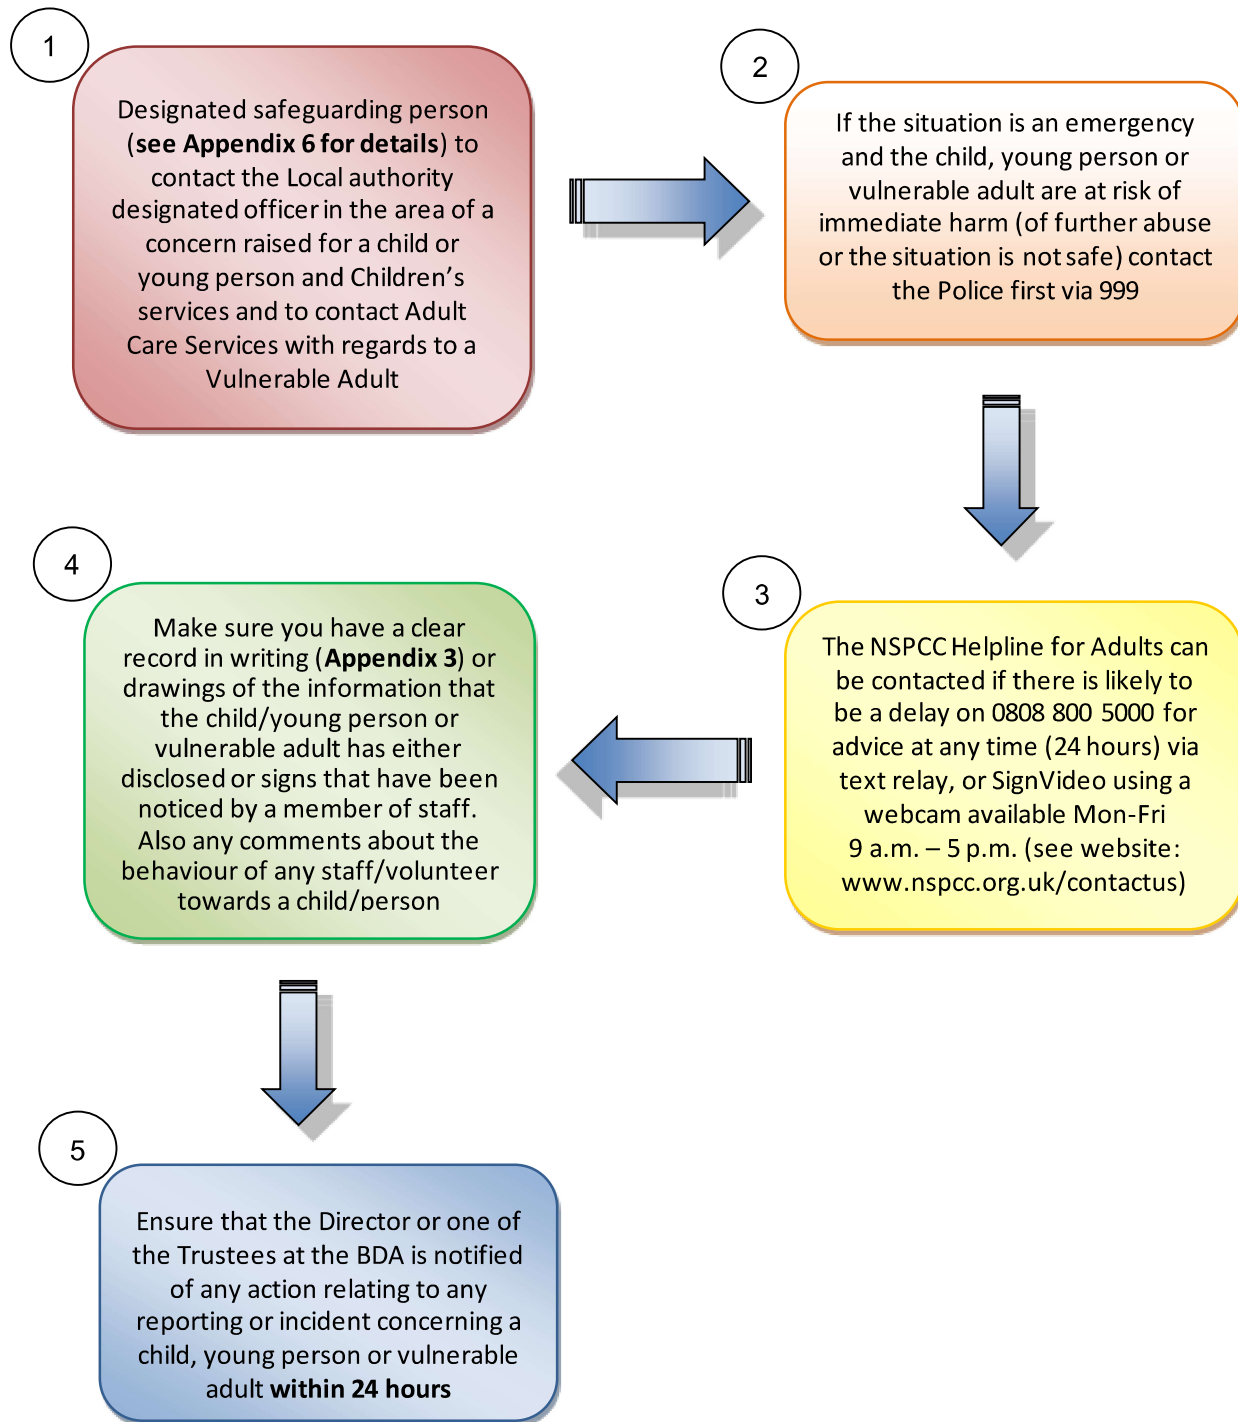 1
Designated safeguarding person
(see Appendix 6 for details) to
contact the Local authority
designated officer in the area of a
concern raised for a child or
young person and Children’s
services and to contact Adult
Care Services with regards to a
Vulnerable Adult
2
If the situation is an emergency
and the child, young person or
vulnerable adult are at risk of
immediate harm (of further abuse
or the situation is not safe) contact
the Police first via 999
3
The NSPCC Helpline for Adults can
be contacted if there is likely to
be a delay on 0808 800 5000 for
advice at any time (24 hours) via
text relay, or SignVideo using a
webcam available Mon-Fri
9 a.m. – 5 p.m. (see website:
www.nspcc.org.uk/contactus)
4
Make sure you have a clear
record in writing (Appendix 3) or
drawings of the information that
the child/young person or
vulnerable adult has either
disclosed or signs that have been
noticed by a member of staff.
Also any comments about the
behaviour of any staff/volunteer
towards a child/person
5
Ensure that the Director or one of
the Trustees at the BDA is notified
of any action relating to any
reporting or incident concerning a
child, young person or vulnerable
adult within 24 hours